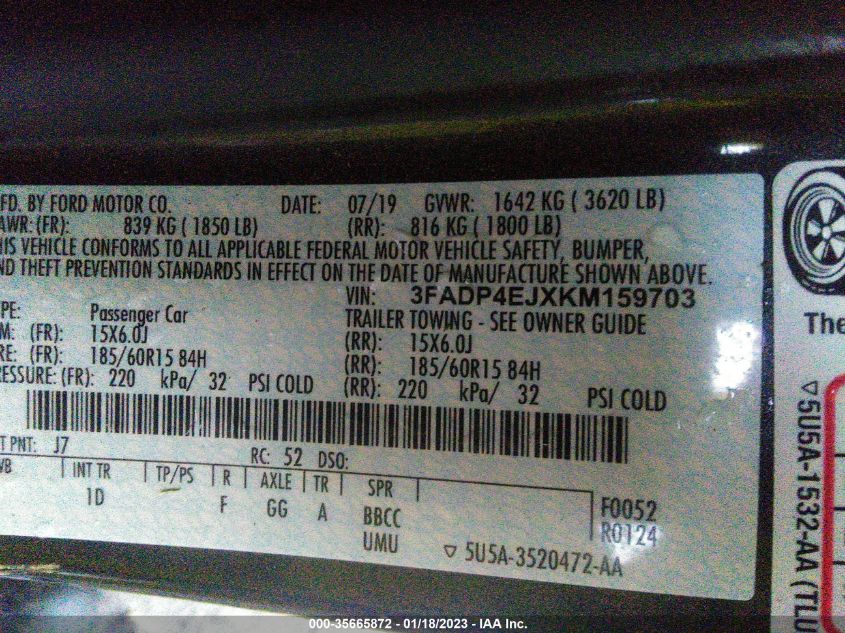 FD. BY FORD MOTOR CO. DATE: 07/19 GVWR: 1642 KG ( 3620 LB)
AWR: (FR): 839 KG ( 1850 LB) (RR): 816 KG ( 1800 LB)
HIS VEHICLE CONFORMS TO ALL APPLICABLE FEDERAL MOTOR VEHICLE SAFETY, BUMPER,
ND THEFT PREVENTION STANDARDS IN EFFECT ON THE DATE OF MANUFACTURE SHOWN ABOVE.
VIN: 3FADP4EJXKM159703
PE: Passenger Car TRAILER TOWING - SEE OWNER GUIDE
M: (FR): 15X6.0J (RR): 15X6.0J
RE: (FR): 185/60R15 84H (RR): 185/60R15 84H
RESSURE: (FR): 220 kPa/ 32 PSI COLD (RR): 220 kPa/ 32 PSI COLD
T PNT: J7 RC: 52 DSO:
WB INT TR TP/PS R AXLE TR SPR
1D F GG A BBCC F0052
UMU R0124
▽ 5U5A-3520472-AA
The
▽5U5A-1532-AA (TLU
000-35665872 - 01/18/2023 - IAA Inc.